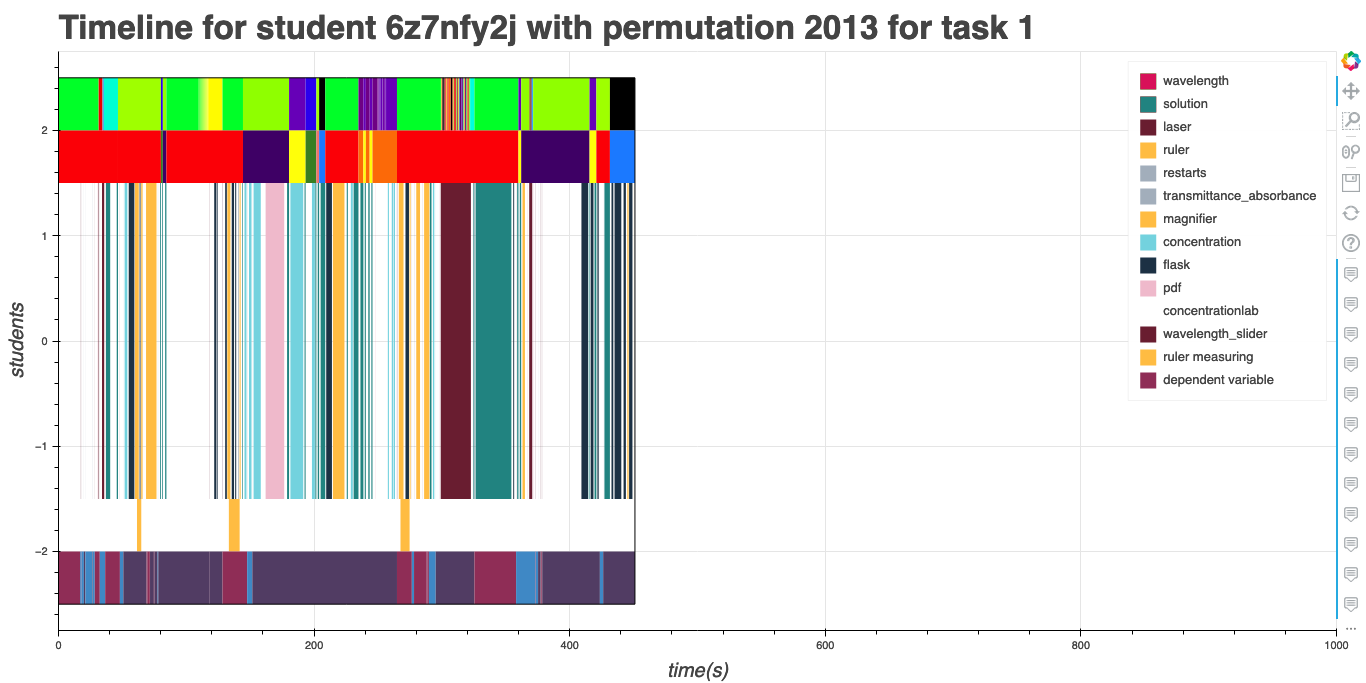 Timeline for student 6z7nfy2j with permutation 2013 for task 1
wavelength
solution
laser
ruler
restarts
transmittance_absorbance
magnifier
concentration
flask
pdf
concentrationlab
wavelength_slider
ruler measuring
dependent variable
students
2
1
0
−1
−2
0
200
400
600
800
1000
time(s)